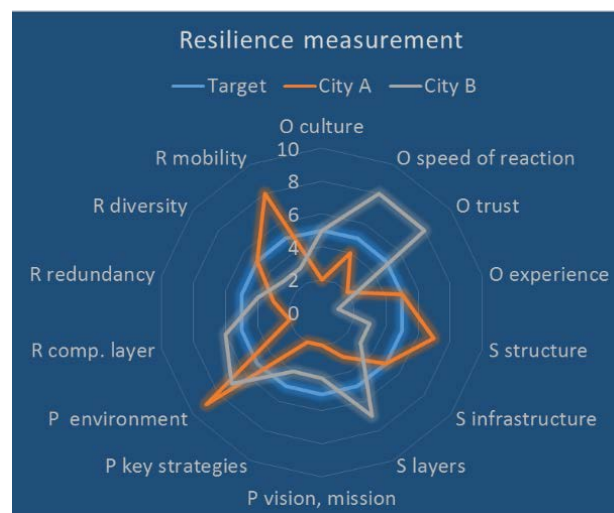 Resilience measurement
Target City A City B
O culture
R mobility 10 O speed of reaction
R diversity 8 O trust
6
R redundancy 4 O experience
2
0
R comp. layer S structure
P environment S infrastructure
P key strategies S layers
P vision, mission